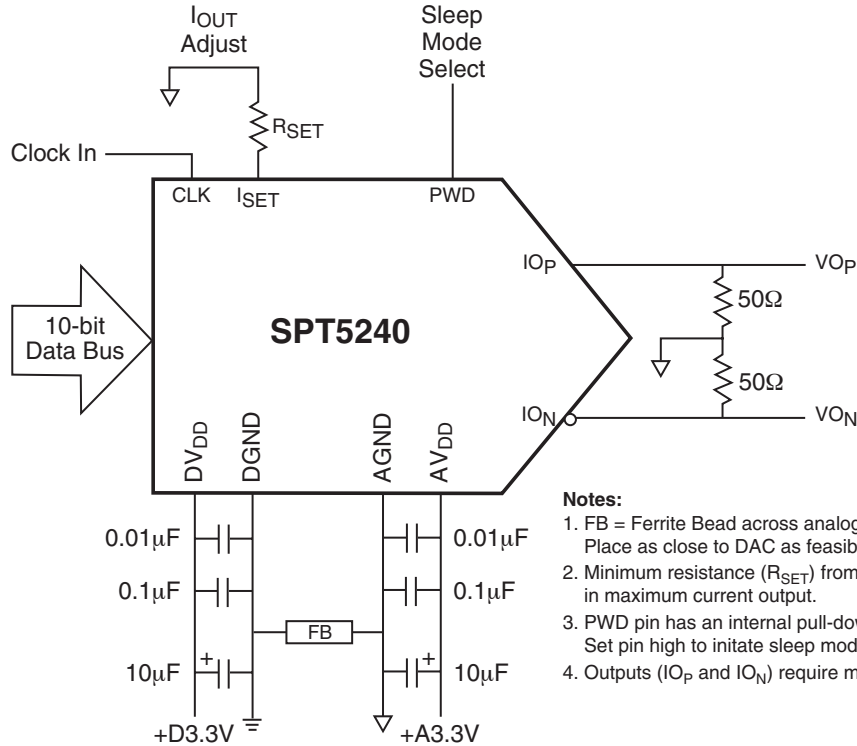 IOUT
Adjust
Sleep
Mode
Select
RSET
Clock In
CLK
ISET
PWD
IOP
VOP
50Ω
10-bit
Data Bus
SPT5240
50Ω
ION
VON
DVDD
DGND
AGND
AVDD
0.01µF
0.01µF
0.1µF
0.1µF
FB
10µF
+
+
10µF
+D3.3V
+A3.3V
Notes:
1. FB = Ferrite Bead across analog
Place as close to DAC as
2. Minimum resistance (RSET) from
in maximum current output.
3. PWD pin has an internal
Set pin high to initate sleep
4. Outputs (IOP and ION) require